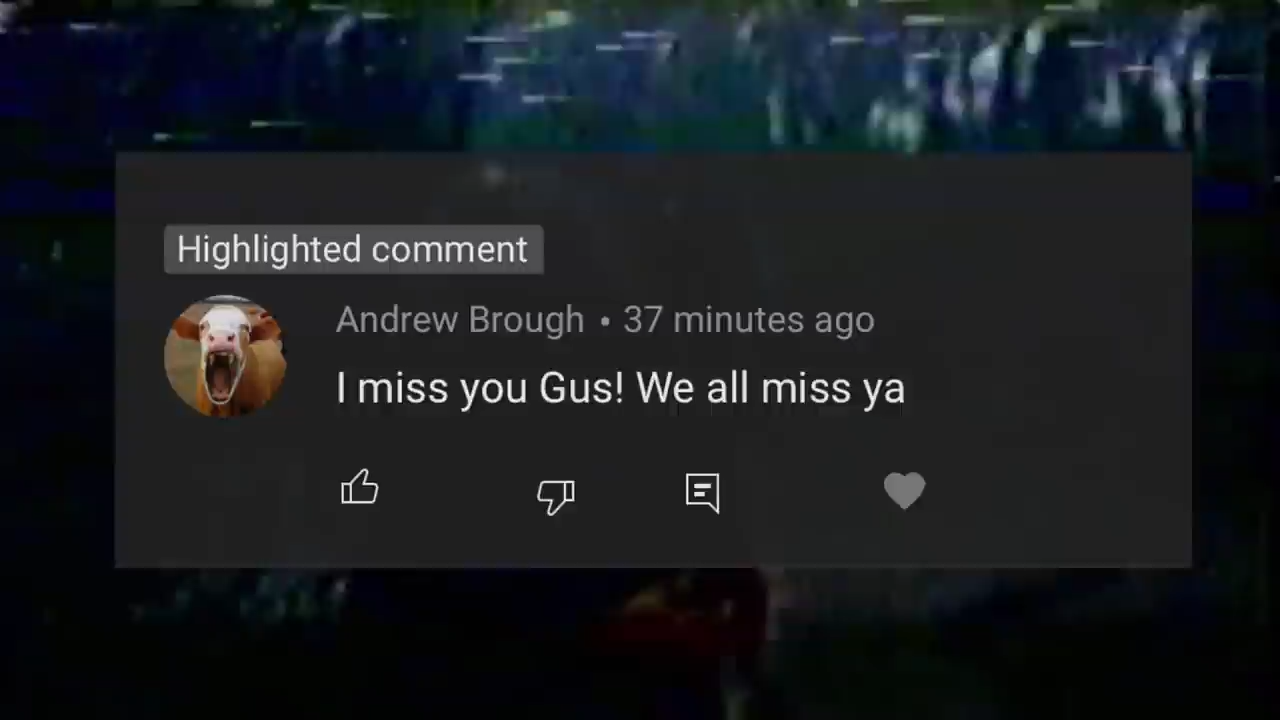 Highlighted comment
Andrew Brough • 37 minutes ago
I miss you Gus! We all miss ya